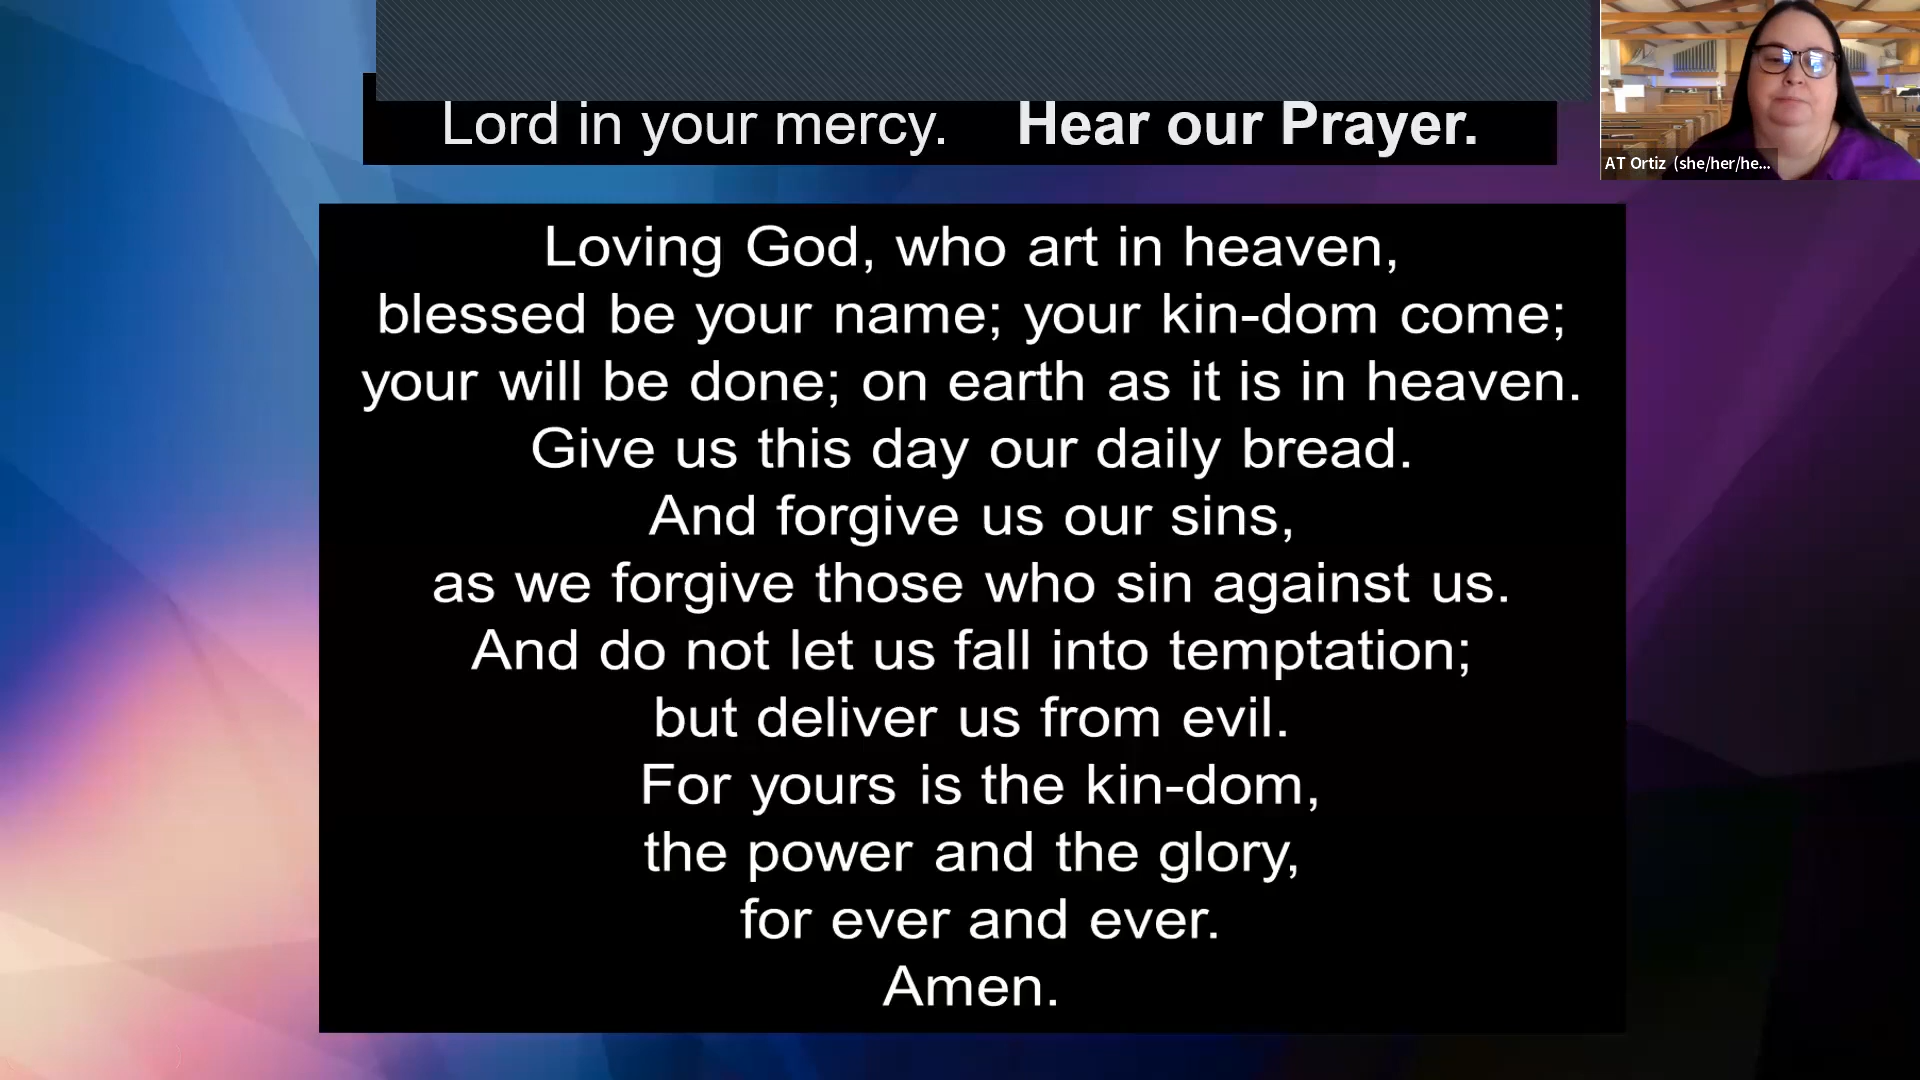 Lord in your mercy. Hear our Prayer.
AT Ortiz (she/her/he...
Loving God, who art in heaven,
blessed be your name; your kin-dom come;
your will be done; on earth as it is in heaven.
Give us this day our daily bread.
And forgive us our sins,
as we forgive those who sin against us.
And do not let us fall into temptation;
but deliver us from evil.
For yours is the kin-dom,
the power and the glory,
for ever and ever.
Amen.